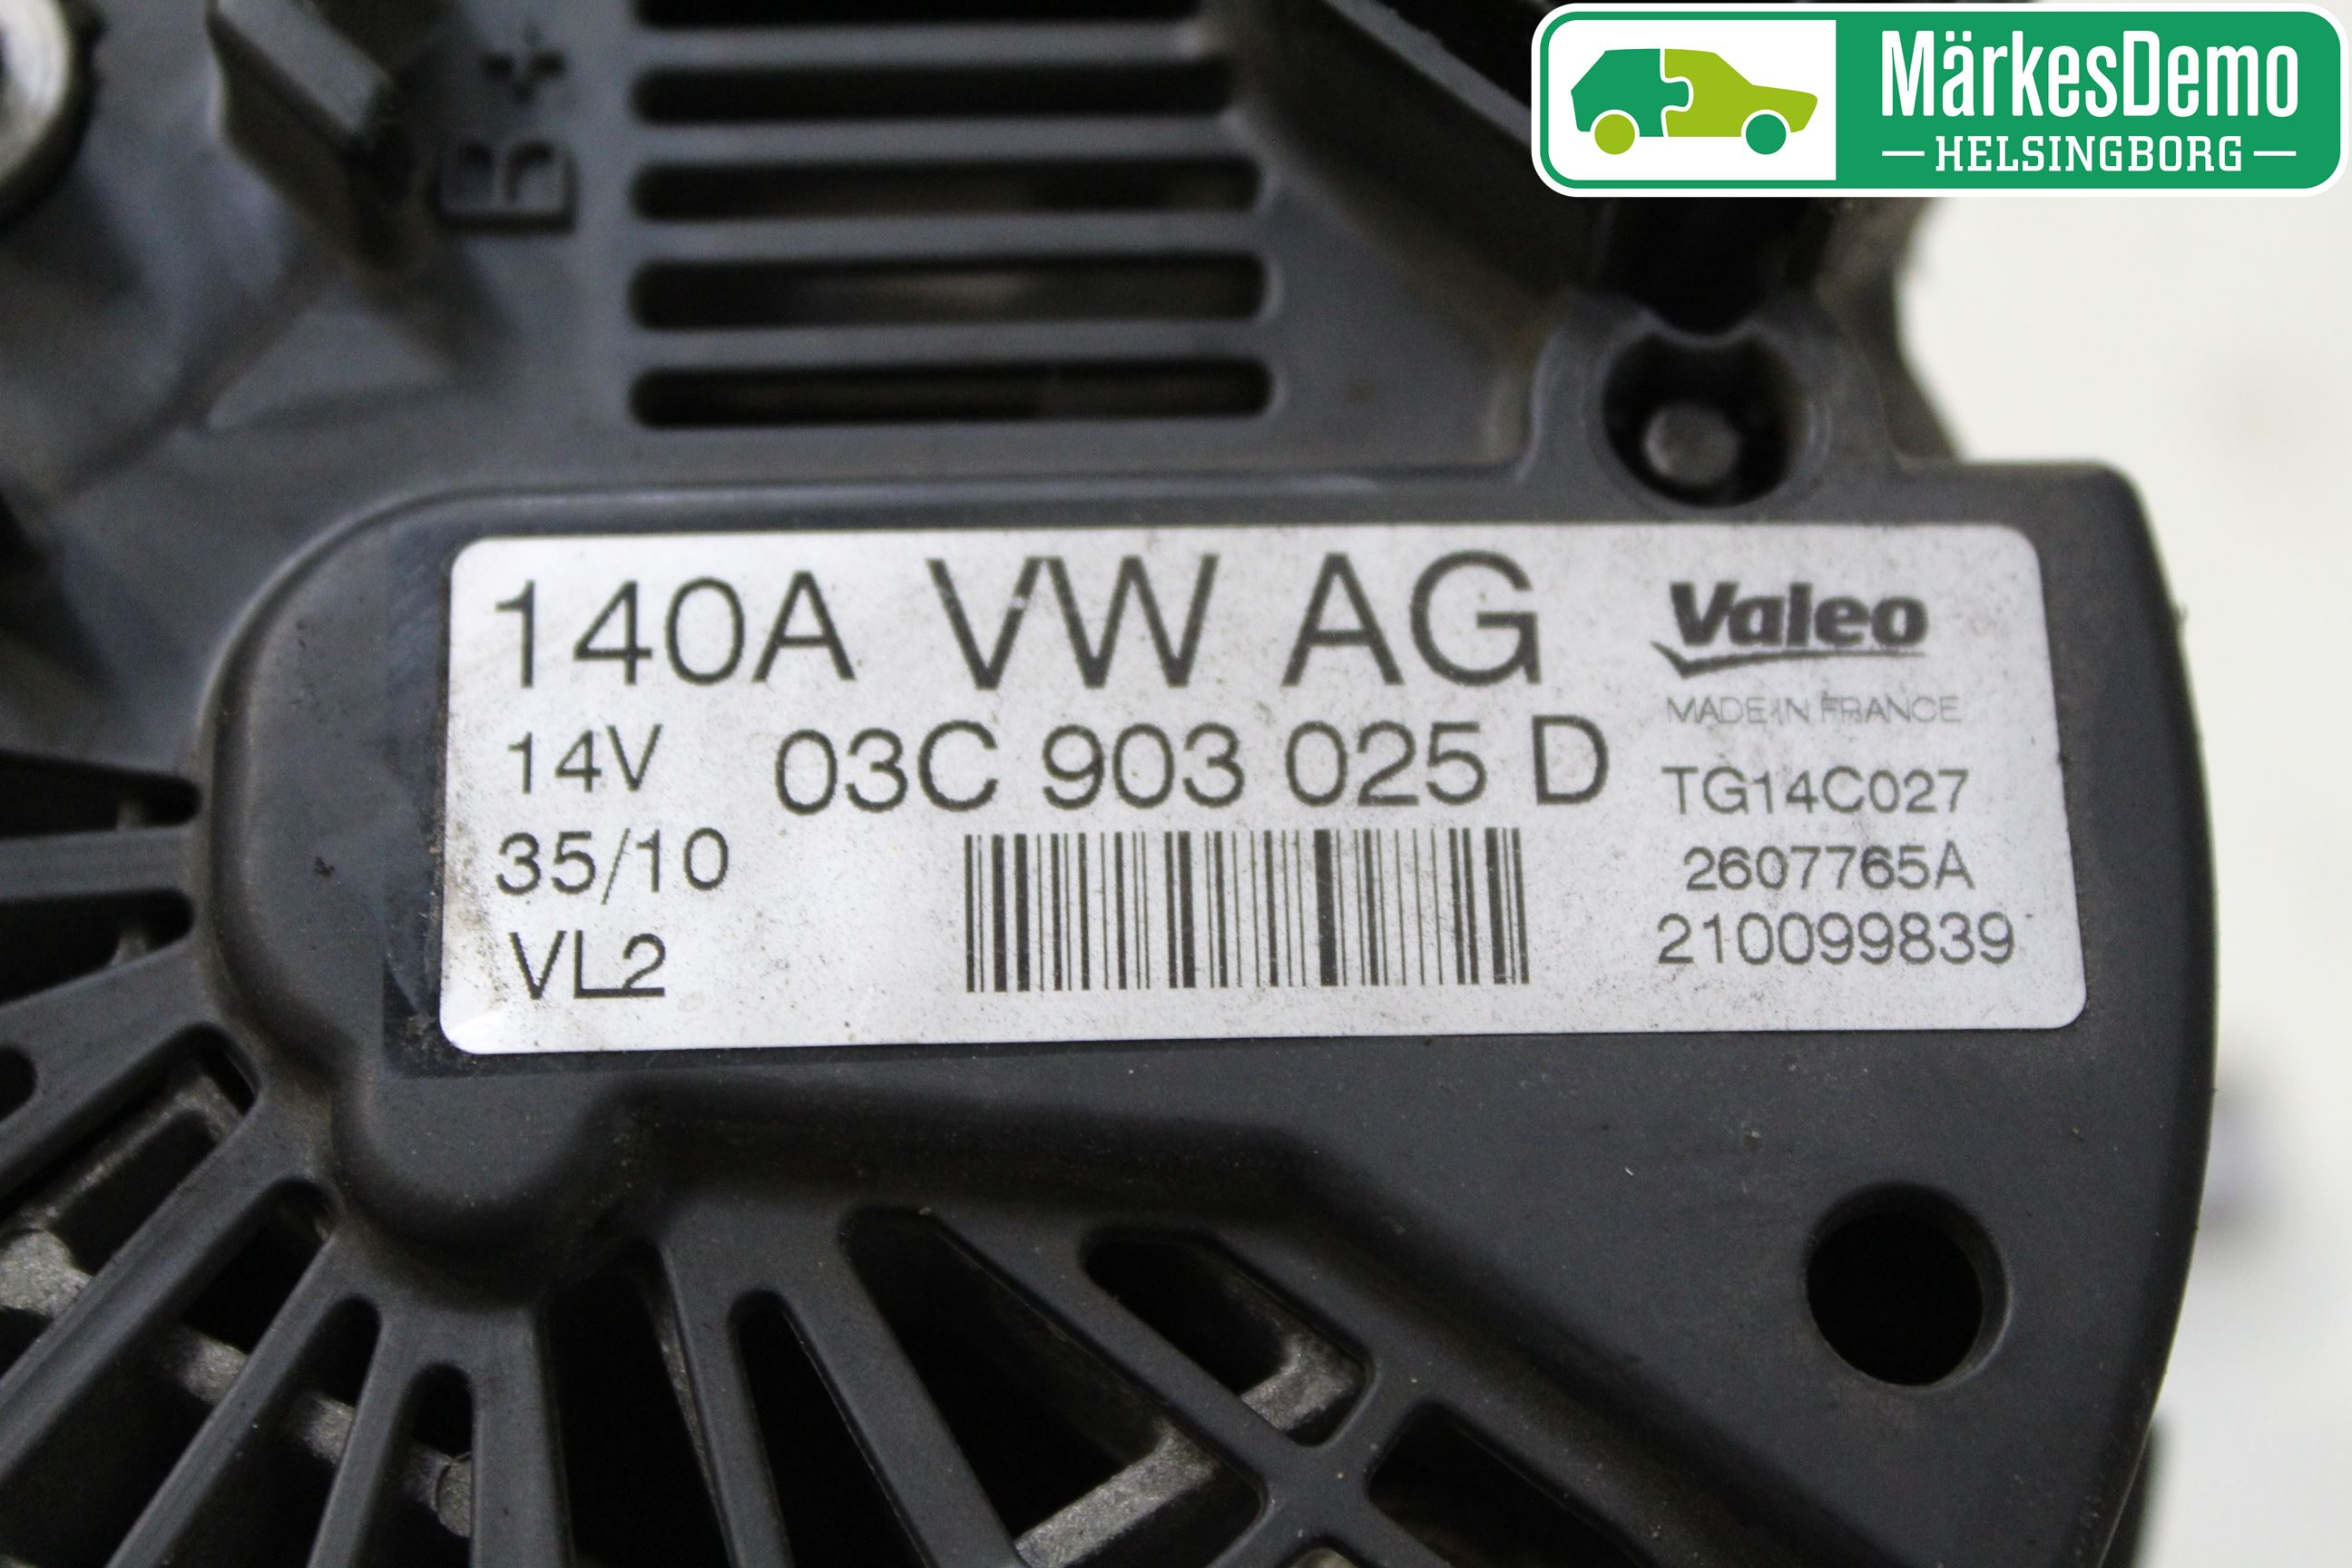 MärkesDemo
HELSINGBORG
B+
140A VW AG
14V 03C 903 025 D
35/10
VL2
Valeo
MADE IN FRANCE
TG14C027
2607765A
210099839